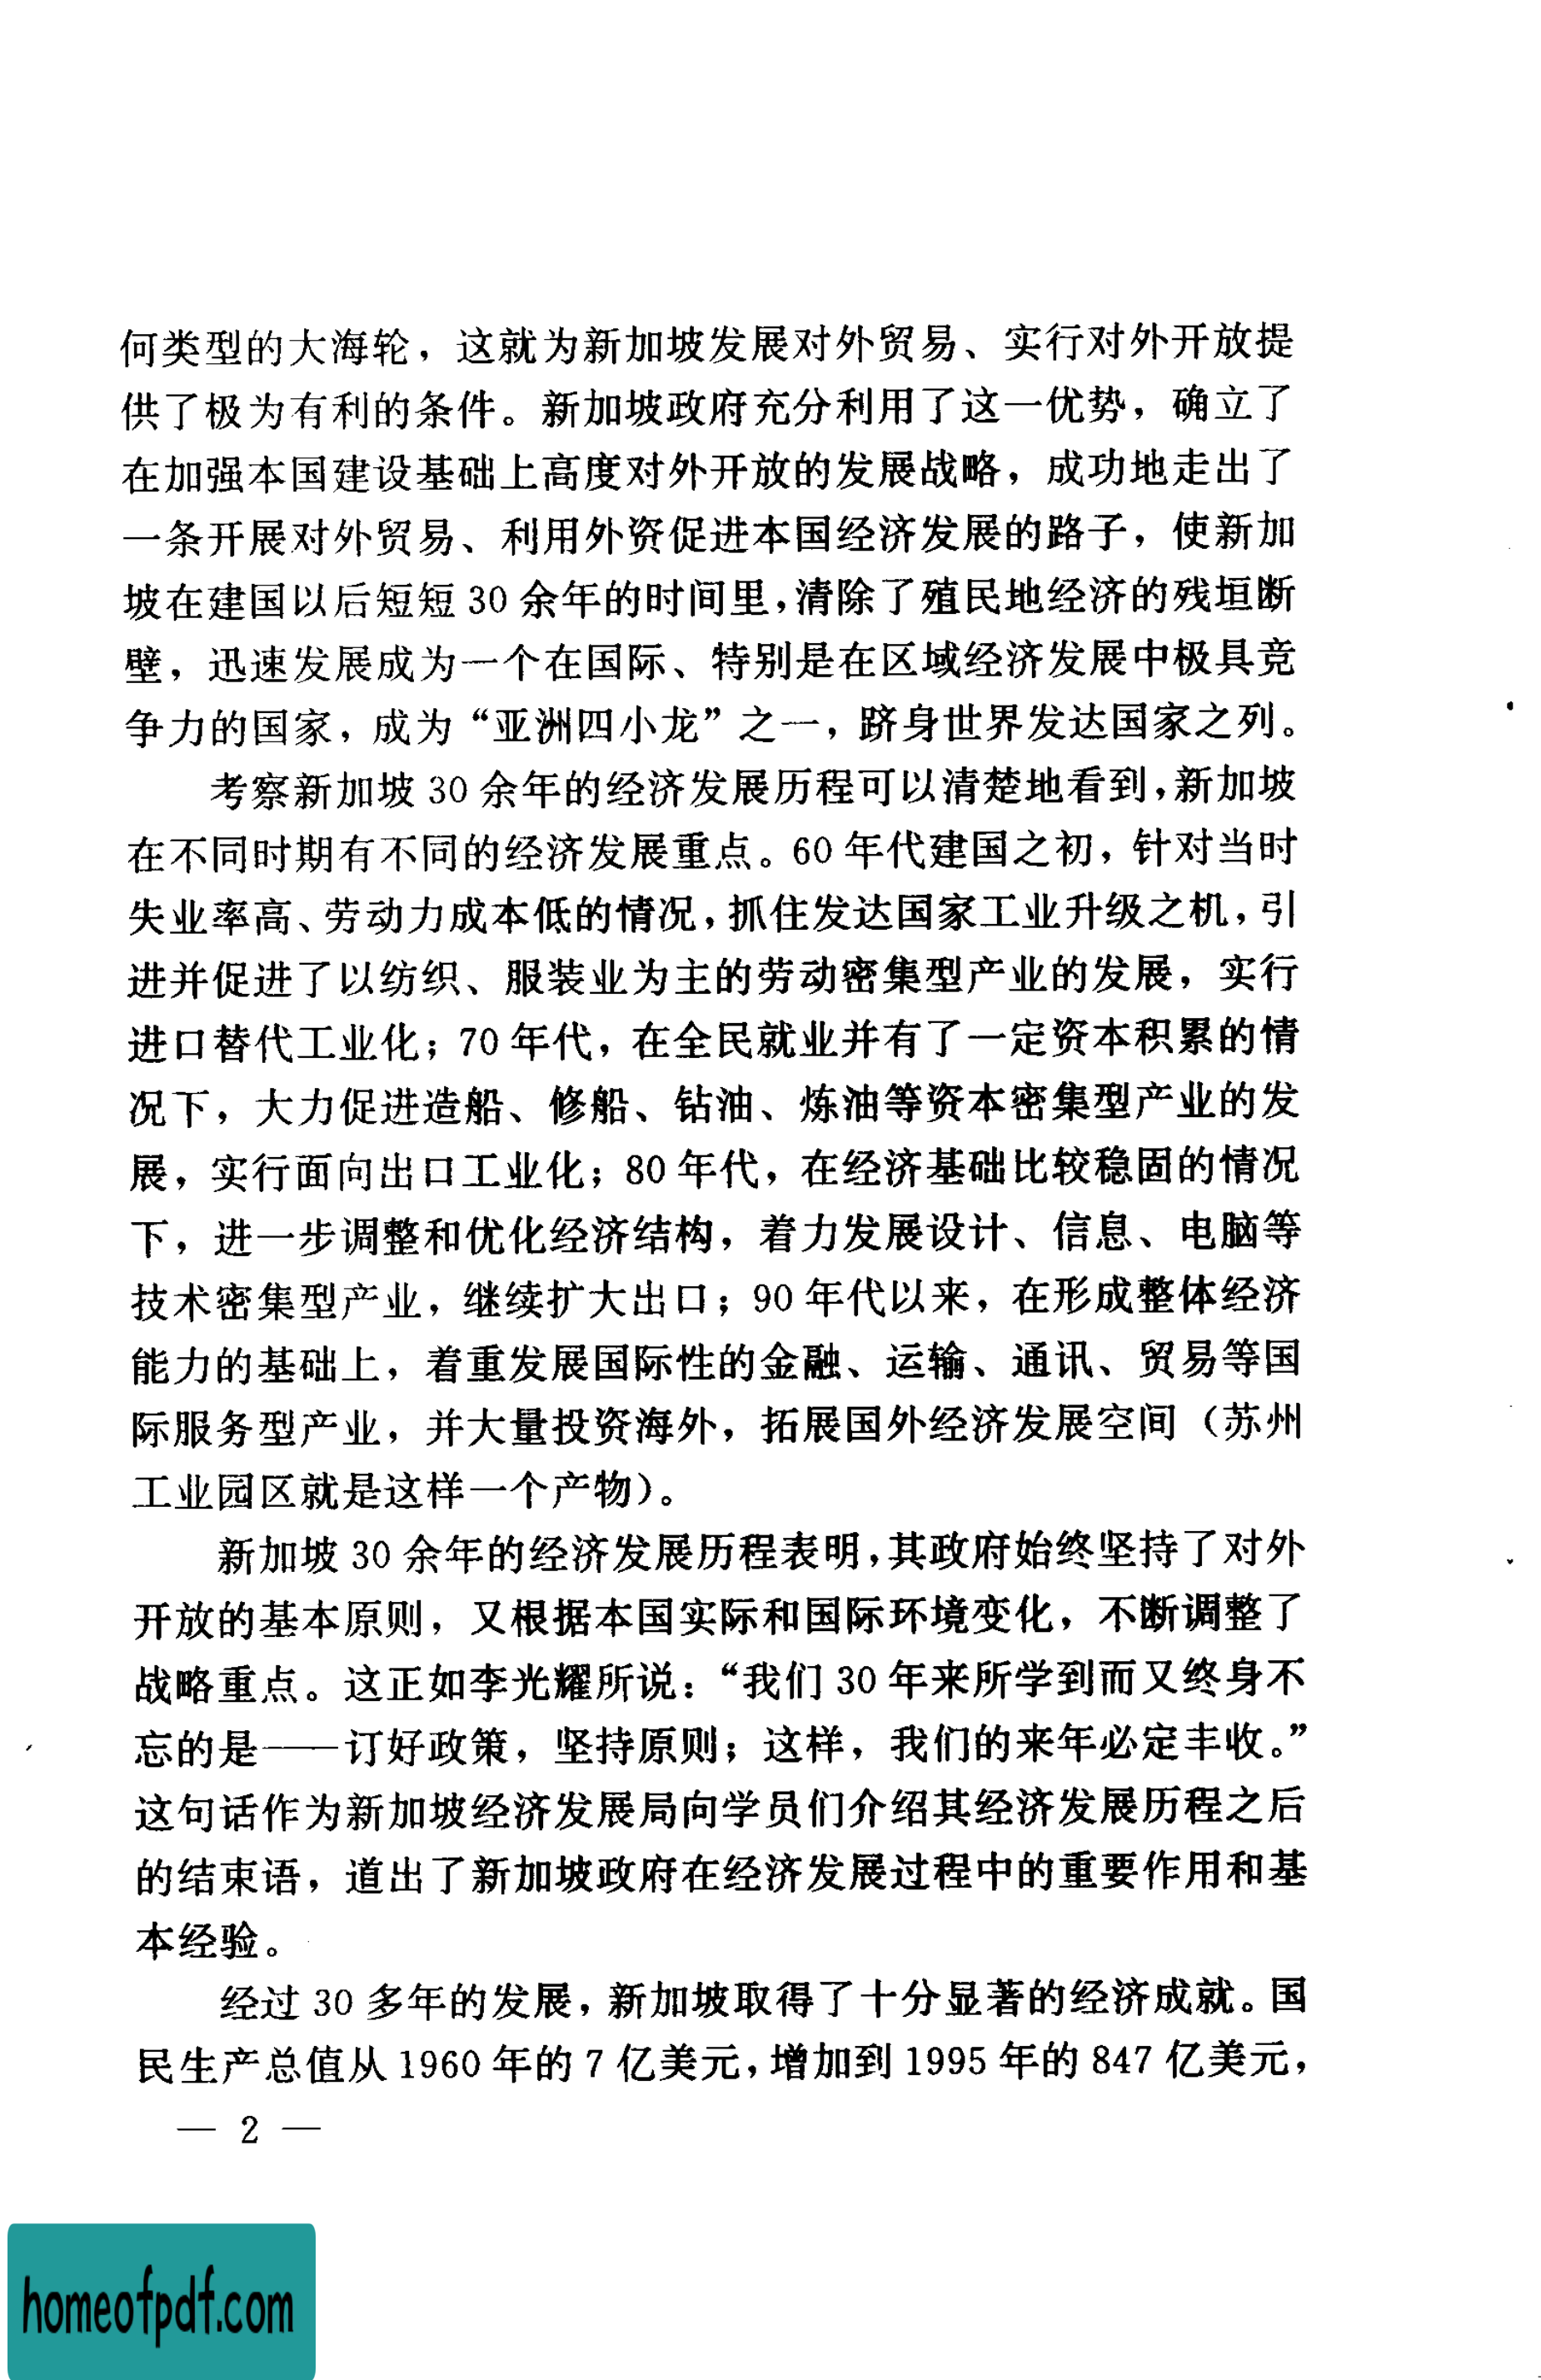 何类型的大海轮，这就为新加坡发展对外贸易、实行对外开放提
供了极为有利的条件。新加坡政府充分利用了这一优势，确立了
在加强本国建设基础上高度对外开放的发展战略，成功地走出了
一条开展对外贸易、利用外资促进本国经济发展的路子，使新加
坡在建国以后短短 30 余年的时间里，清除了殖民地经济的残垣断
壁，迅速发展成为一个在国际、特别是在区域经济发展中极具竞
争力的国家，成为“亚洲四小龙”之一，跻身世界发达国家之列。
考察新加坡 30 余年的经济发展历程可以清楚地看到，新加坡
在不同时期有不同的经济发展重点。60 年代建国之初，针对当时
失业率高、劳动力成本低的情况，抓住发达国家工业升级之机，引
进并促进了以纺织、服装业为主的劳动密集型产业的发展，实行
进口替代工业化；70 年代，在全民就业并有了一定资本积累的情
况下，大力促进造船、修船、钻油、炼油等资本密集型产业的发
展，实行面向出口工业化；80 年代，在经济基础比较稳固的情况
下，进一步调整和优化经济结构，着力发展设计、信息、电脑等
技术密集型产业，继续扩大出口；90 年代以来，在形成整体经济
能力的基础上，着重发展国际性的金融、运输、通讯、贸易等国
际服务型产业，并大量投资海外，拓展国外经济发展空间（苏州
工业园区就是这样一个产物）。
新加坡 30 余年的经济发展历程表明，其政府始终坚持了对外
开放的基本原则，又根据本国实际和国际环境变化，不断调整了
战略重点。这正如李光耀所说：“我们 30 年来所学到而又终身不
忘的是——订好政策，坚持原则；这样，我们的来年必定丰收。”
这句话作为新加坡经济发展局向学员们介绍其经济发展历程之后
的结束语，道出了新加坡政府在经济发展过程中的重要作用和基
本经验。
经过 30 多年的发展，新加坡取得了十分显著的经济成就。国
民生产总值从 1960 年的 7 亿美元，增加到 1995 年的 847 亿美元，
— 2 —
homeofpdf.com